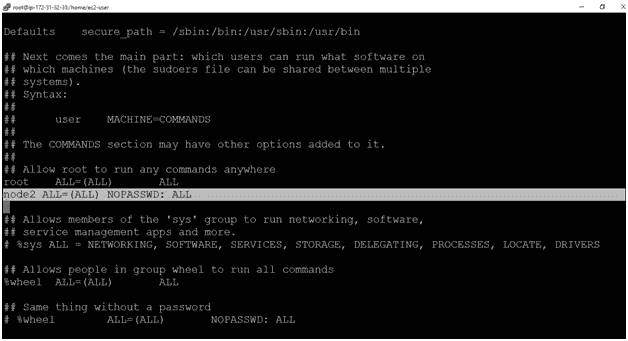 root@ip-172-31-32-35:/home/ec2-user
Defaults    secure_path = /sbin:/bin:/usr/sbin:/usr/bin
## Next comes the main part: which users can run what software on
## which machines (the sudoers file can be shared between multiple
## systems).
## Syntax:
##
##      user    MACHINE=COMMANDS
##
## The COMMANDS section may have other options added to it.
##
## Allow root to run any commands anywhere
root    ALL=(ALL)       ALL
node2 ALL=(ALL) NOPASSWD: ALL
## Allows members of the 'sys' group to run networking, software,
## service management apps and more.
# %sys ALL = NETWORKING, SOFTWARE, SERVICES, STORAGE, DELEGATING, PROCESSES, LOCATE, DRIVERS
## Allows people in group wheel to run all commands
%wheel  ALL=(ALL)       ALL
## Same thing without a password
# %wheel        ALL=(ALL)       NOPASSWD: ALL